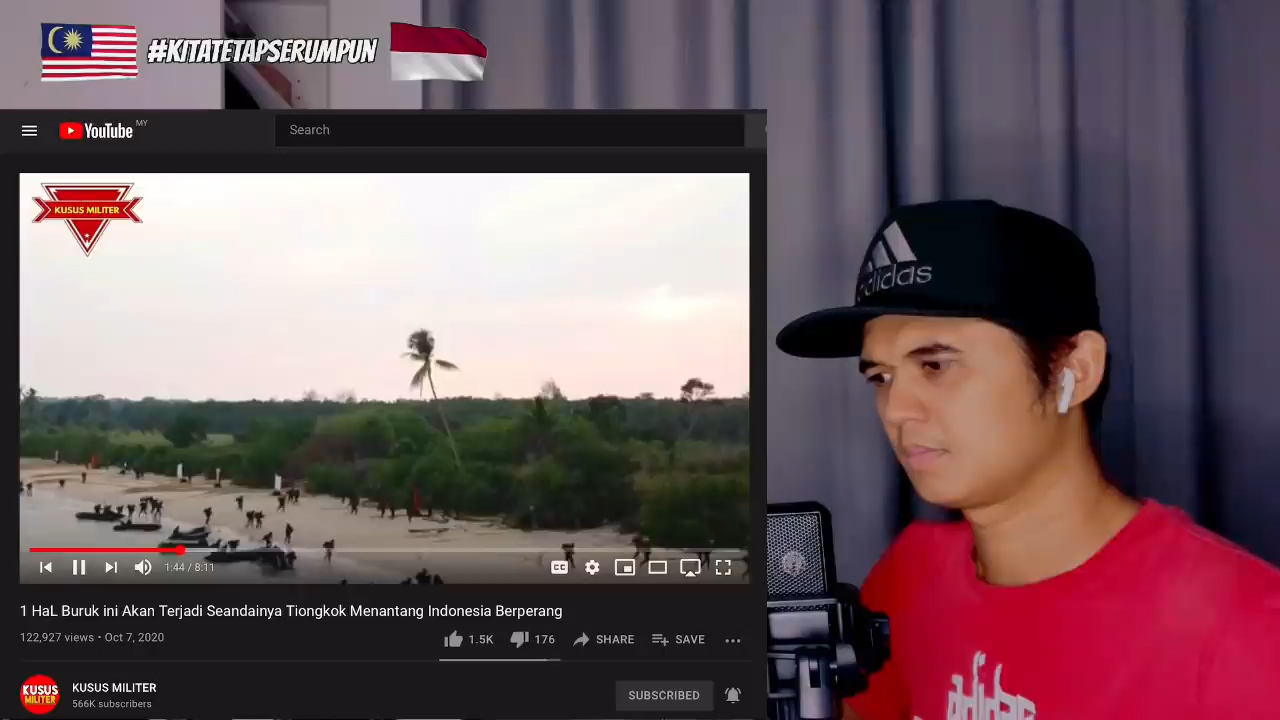 #KITATETAPSERUMPUN
YouTube MY
Search
KUSUS MILITER
1:44 / 8:11
CC
1 HaL Buruk ini Akan Terjadi Seandainya Tiongkok Menantang Indonesia Berperang
122,927 views • Oct 7, 2020
1.5K 176 SHARE SAVE
KUSUS MILITER
KUSUS MILITER
566K subscribers
SUBSCRIBED
adidas
adidas